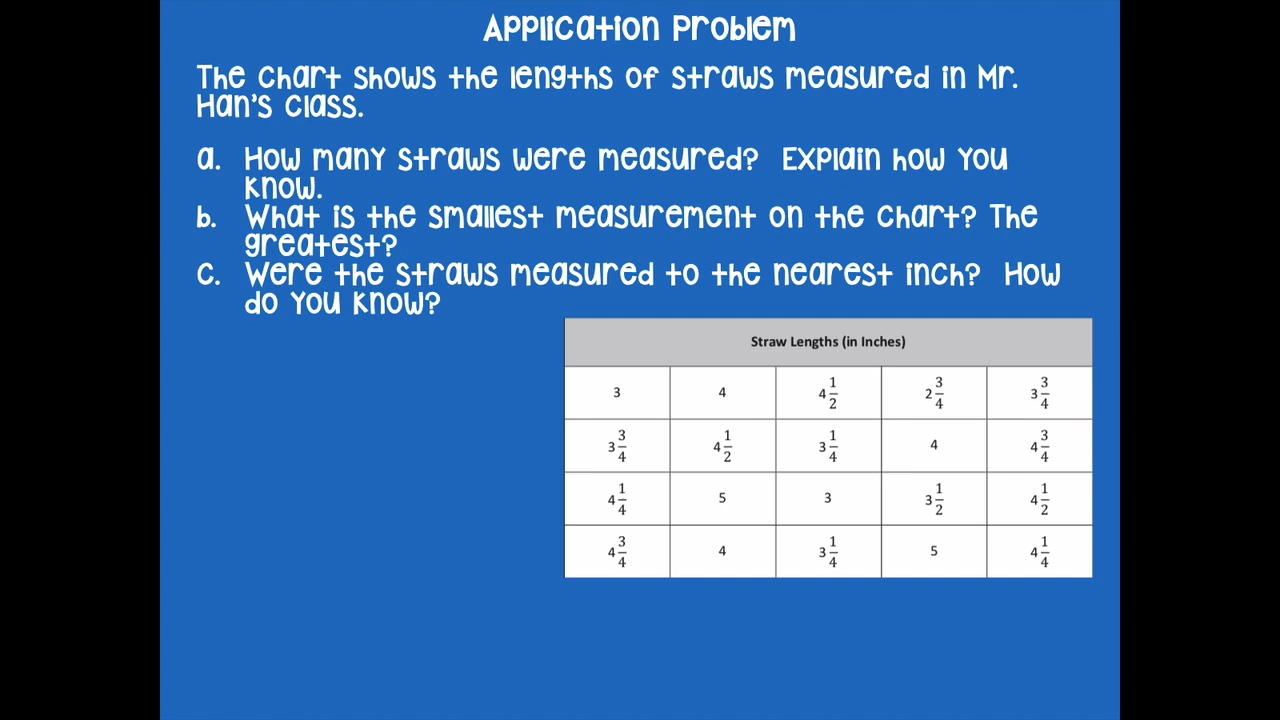 Application Problem
The chart shows the lengths of straws measured in Mr.
Han's class.
a. How many straws were measured? Explain how you
know.
b. What is the smallest measurement on the chart? The
greatest?
c. Were the straws measured to the nearest inch? How
do you know?
Straw Lengths (in Inches)
3 4 4 1/2 2 3/4 3 3/4
3 3/4 4 1/2 3 1/4 4 4 3/4
4 1/4 5 3 3 1/2 4 1/2
4 3/4 4 3 1/4 5 4 1/4